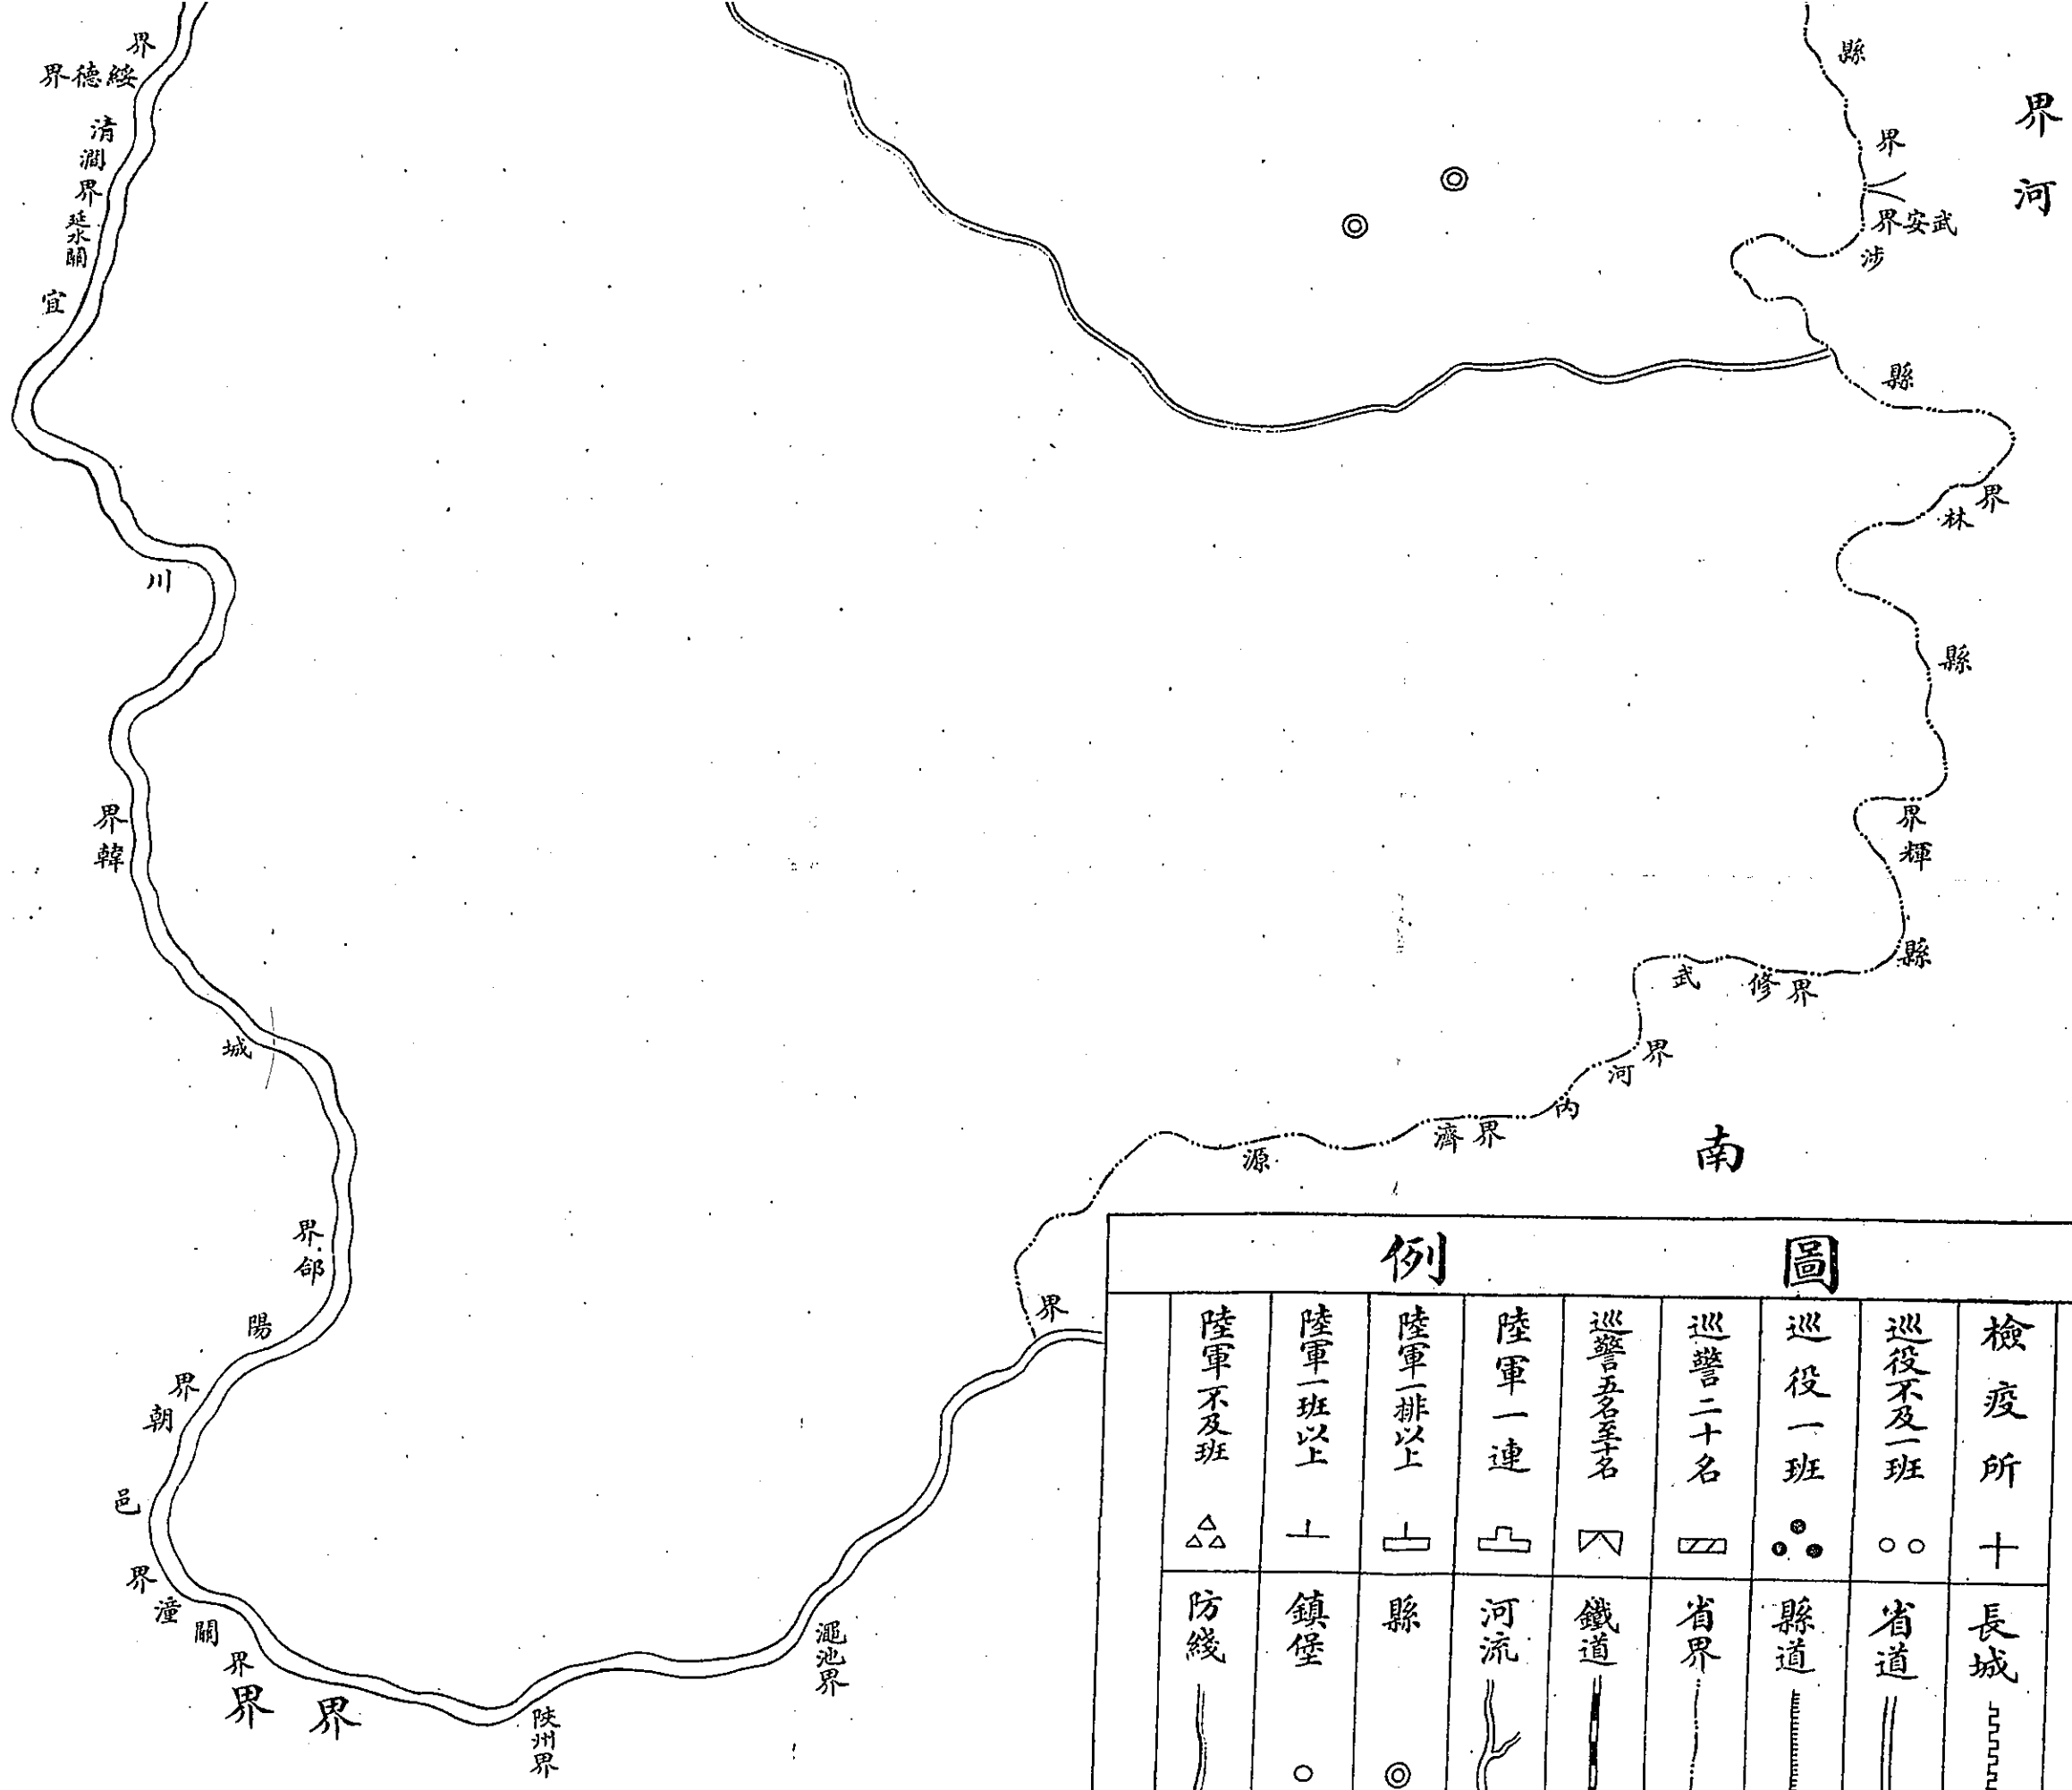 界
綏德界
清澗界
延水關
宜
川
界
韓
城
界
郃
陽
界
朝
邑
界
潼
關
界
界
界
陝州界
澠池界
界
源
濟界
內
河
界
武
修界
縣
輝
界
縣
林
界
縣
涉
武安界
界
縣
界
河
南
圖例
檢疫所
巡役不及一班
巡役一班
巡警二十名
巡警五名至十名
陸軍一連
陸軍一排以上
陸軍一班以上
陸軍不及班
長城
省道
縣道
省界
鐵道
河流
縣
鎮堡
防綫